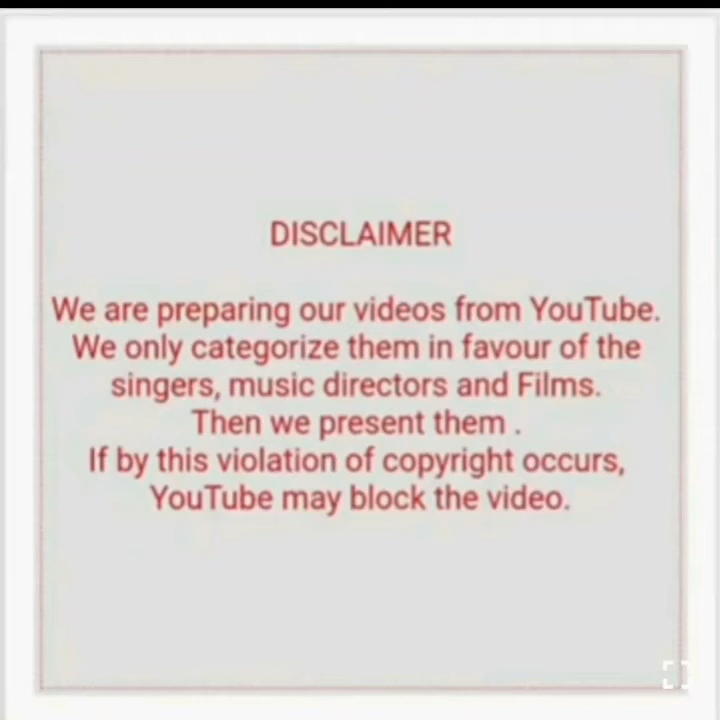 DISCLAIMER
We are preparing our videos from YouTube.
We only categorize them in favour of the
singers, music directors and Films.
Then we present them .
If by this violation of copyright occurs,
YouTube may block the video.